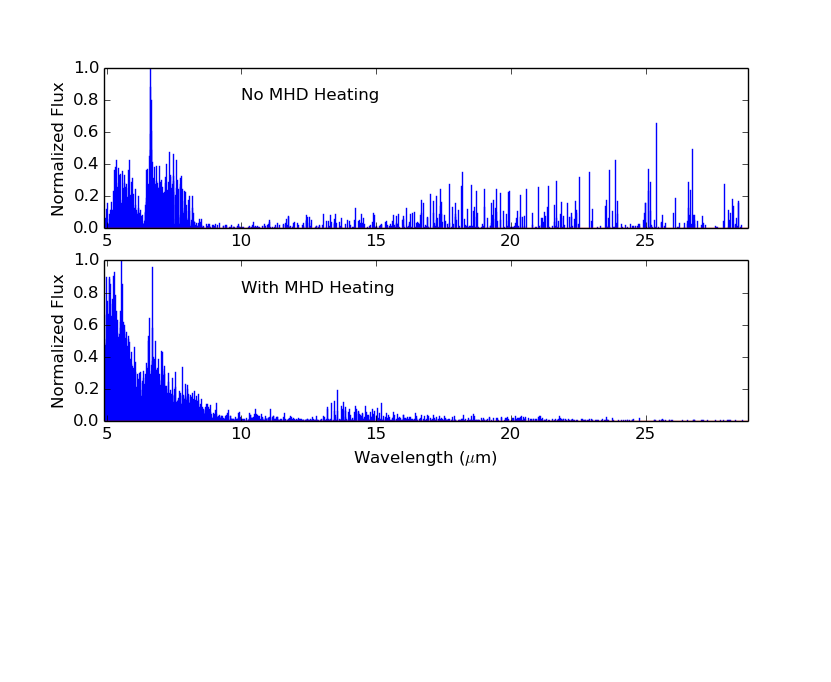 1.0
0.8
0.6
0.4
0.2
0.0
Normalized Flux
No MHD Heating
5 10 15 20 25
1.0
0.8
0.6
0.4
0.2
0.0
Normalized Flux
With MHD Heating
5 10 15 20 25
Wavelength (μm)